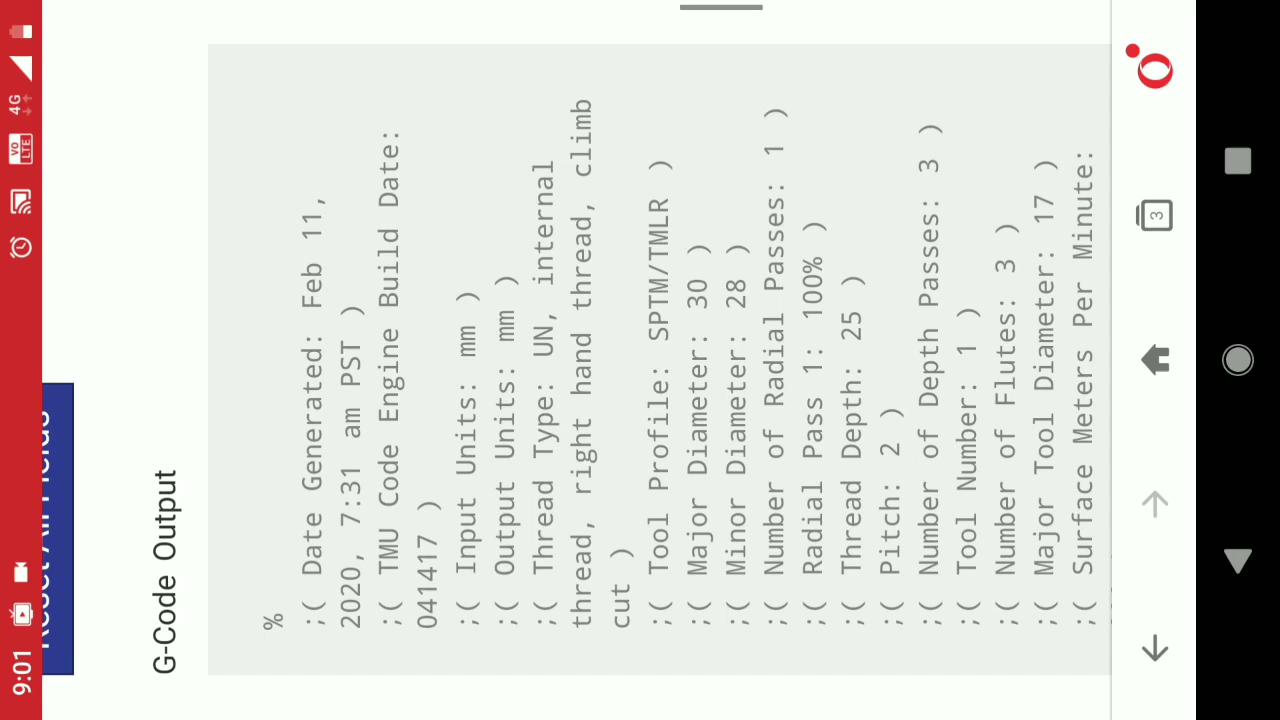 9:01
VO LTE
4G
G-Code Output
%
;( Date Generated: Feb 11,
2020, 7:31 am PST )
;( TMU Code Engine Build Date:
041417 )
;( Input Units: mm )
;( Output Units: mm )
;( Thread Type: UN, internal
thread, right hand thread, climb
cut )
;( Tool Profile: SPTM/TMLR )
;( Major Diameter: 30 )
;( Minor Diameter: 28 )
;( Number of Radial Passes: 1 )
;( Radial Pass 1: 100% )
;( Thread Depth: 25 )
;( Pitch: 2 )
;( Number of Depth Passes: 3 )
;( Tool Number: 1 )
;( Number of Flutes: 3 )
;( Major Tool Diameter: 17 )
;( Surface Meters Per Minute:
3